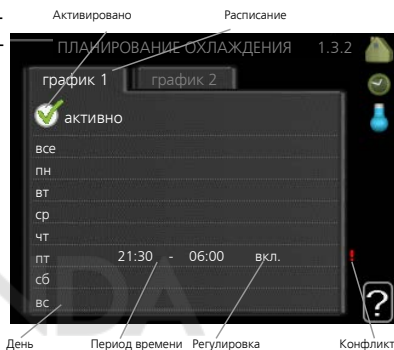 Активировано Расписание
ПЛАНИРОВАНИЕ ОХЛАЖДЕНИЯ 1.3.2
график 1 график 2
активно
все
пн
вт
ср
чт
пт 21:30 - 06:00 вкл. !
сб
вс ?
День Период времени Регулировка Конфликт